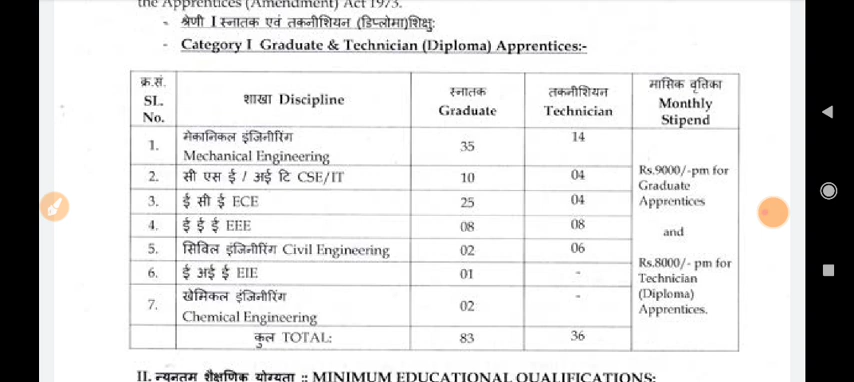 the Apprentices (Amendment) Act 1973.
- श्रेणी I स्नातक एवं तकनीशियन (डिप्लोमा)शिक्षु:
- Category I Graduate & Technician (Diploma) Apprentices:-
क्र.सं. SL. No. शाखा Discipline स्नातक Graduate तकनीशियन Technician मासिक वृत्तिका Monthly Stipend
1. मेकानिकल इंजिनीरिंग Mechanical Engineering 35 14
2. सी एस ई / आई टि CSE/IT 10 04
3. ई सी ई ECE 25 04
4. ई ई ई EEE 08 08
5. सिविल इंजिनीरिंग Civil Engineering 02 06
6. ई आई ई EIE 01 -
7. खेमिकल इंजिनीरिंग Chemical Engineering 02 -
कुल TOTAL: 83 36
Rs.9000/-pm for
Graduate
Apprentices
and
Rs.8000/- pm for
Technician
(Diploma)
Apprentices.
II. न्यूनतम शैक्षणिक योग्यता :: MINIMUM EDUCATIONAL QUALIFICATIONS: